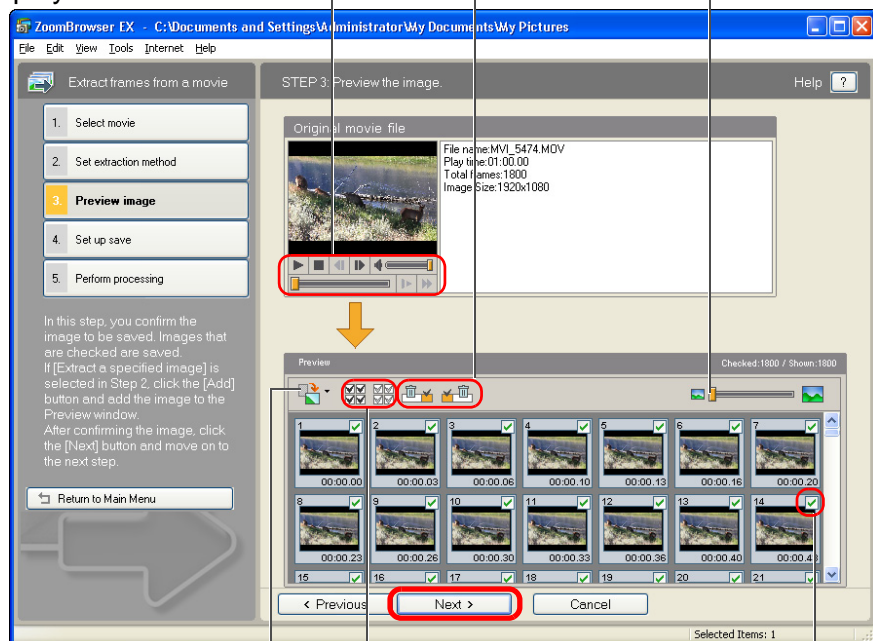 ZoomBrowser EX - C:\Documents and Settings\Administrator\My Documents\My Pictures
File Edit View Tools Internet Help
Extract frames from a movie
STEP 3: Preview the image.
Help ?
1. Select movie
2. Set extraction method
3. Preview image
4. Set up save
5. Perform processing
In this step, you confirm the
image to be saved. Images that
are checked are saved.
If [Extract a specified image] is
selected in Step 2, click the [Add]
button and add the image to the
Preview window.
After confirming the image, click
the [Next] button and move on to
the next step.
Return to Main Menu
Original movie file
File name:MVI_5474.MOV
Play time:01:00.00
Total frames:1800
Image Size:1920x1080
Preview
Checked:1800 / Shown:1800
1 2 3 4 5 6 7
00:00.00 00:00.03 00:00.06 00:00.10 00:00.13 00:00.16 00:00.20
8 9 10 11 12 13 14
00:00.23 00:00.26 00:00.30 00:00.33 00:00.36 00:00.40 00:00.43
15 16 17 18 19 20 21
< Previous Next > Cancel
Selected Items: 1